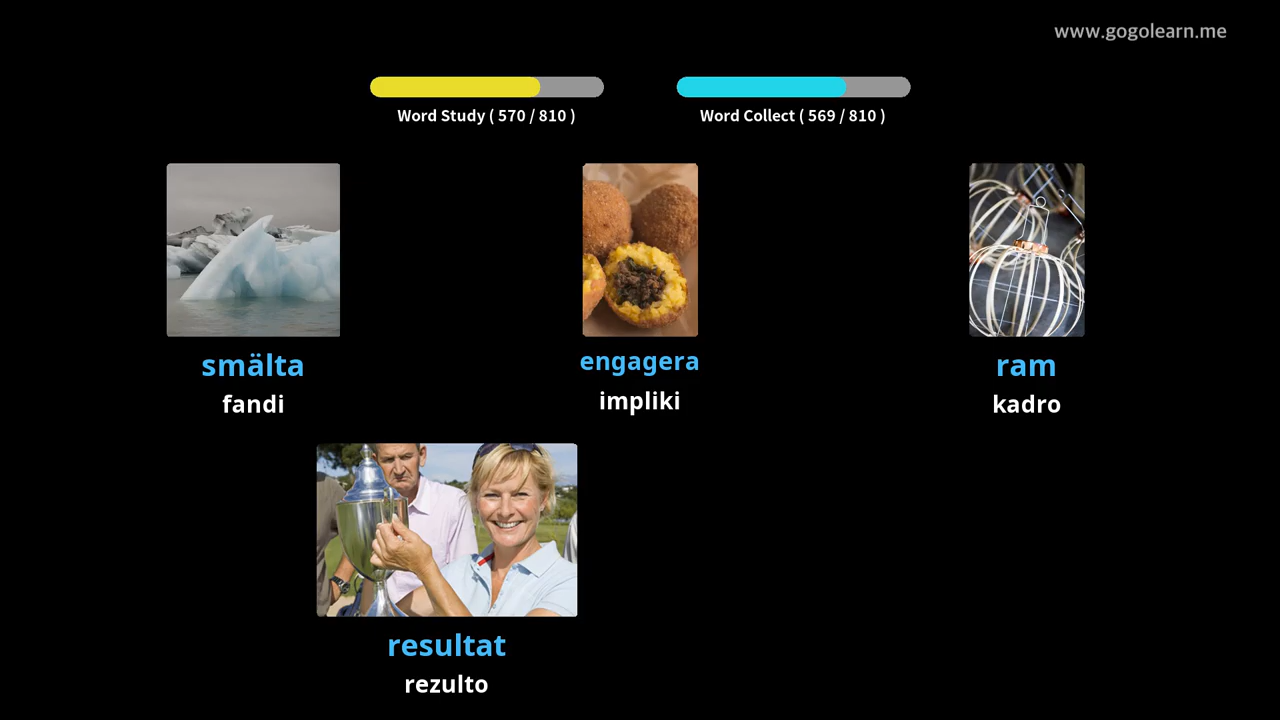 www.gogolearn.me
Word Study ( 570 / 810 )
Word Collect ( 569 / 810 )
smälta
fandi
engagera
impliki
ram
kadro
resultat
rezulto